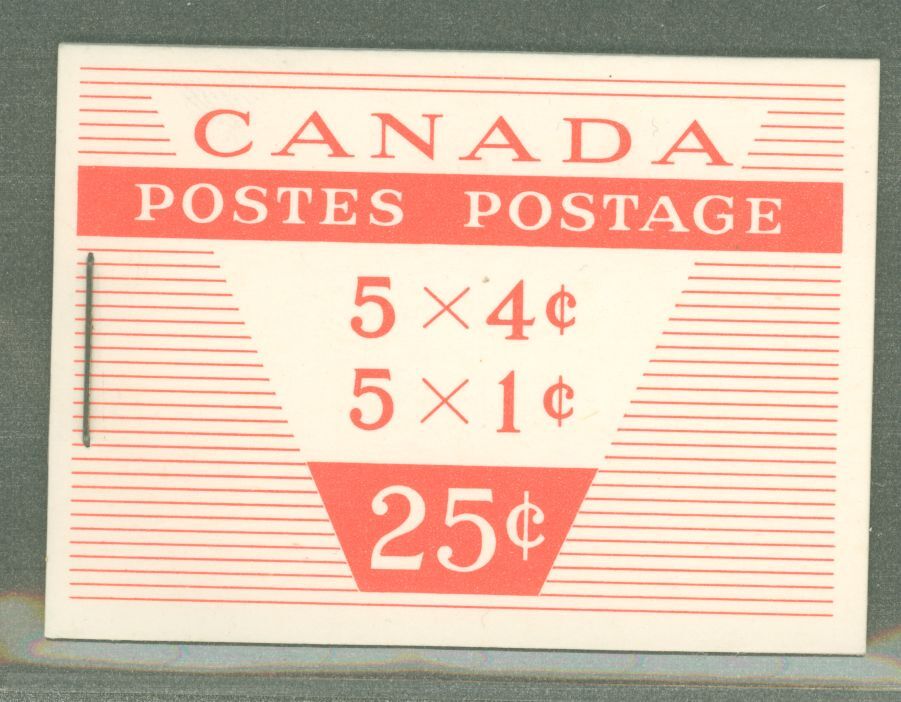 CANADA
POSTES POSTAGE
5 × 4¢
5 × 1¢
25¢